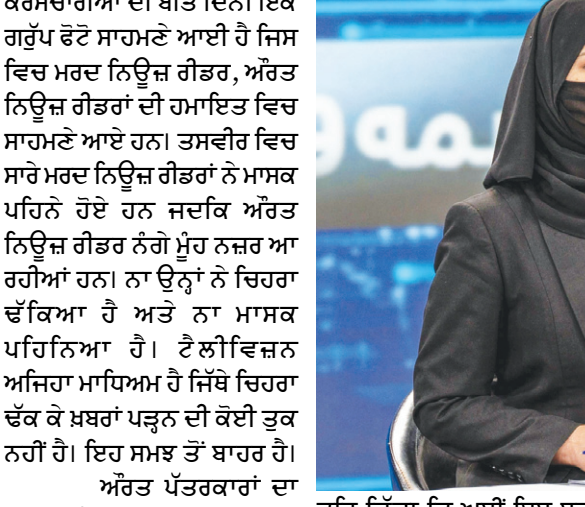 ਗਰੁੱਪ ਫੋਟੋ ਸਾਹਮਣੇ ਆਈ ਹੈ ਜਿਸ
ਵਿਚ ਮਰਦ ਨਿਊਜ਼ ਰੀਡਰ, ਔਰਤ
ਨਿਊਜ਼ ਰੀਡਰਾਂ ਦੀ ਹਮਾਇਤ ਵਿਚ
ਸਾਹਮਣੇ ਆਏ ਹਨ। ਤਸਵੀਰ ਵਿਚ
ਸਾਰੇ ਮਰਦ ਨਿਊਜ਼ ਰੀਡਰਾਂ ਨੇ ਮਾਸਕ
ਪਹਿਨੇ ਹੋਏ ਹਨ ਜਦਕਿ ਔਰਤ
ਨਿਊਜ਼ ਰੀਡਰ ਨੰਗੇ ਮੂੰਹ ਨਜ਼ਰ ਆ
ਰਹੀਆਂ ਹਨ। ਨਾ ਉਨ੍ਹਾਂ ਨੇ ਚਿਹਰਾ
ਢੱਕਿਆ ਹੈ ਅਤੇ ਨਾ ਮਾਸਕ
ਪਹਿਨਿਆ ਹੈ। ਟੈਲੀਵਿਜ਼ਨ
ਅਜਿਹਾ ਮਾਧਿਅਮ ਹੈ ਜਿੱਥੇ ਚਿਹਰਾ
ਢੱਕ ਕੇ ਖ਼ਬਰਾਂ ਪੜ੍ਹਨ ਦੀ ਕੋਈ ਤੁਕ
ਨਹੀਂ ਹੈ। ਇਹ ਸਮਝ ਤੋਂ ਬਾਹਰ ਹੈ।
ਔਰਤ ਪੱਤਰਕਾਰਾਂ ਦਾ